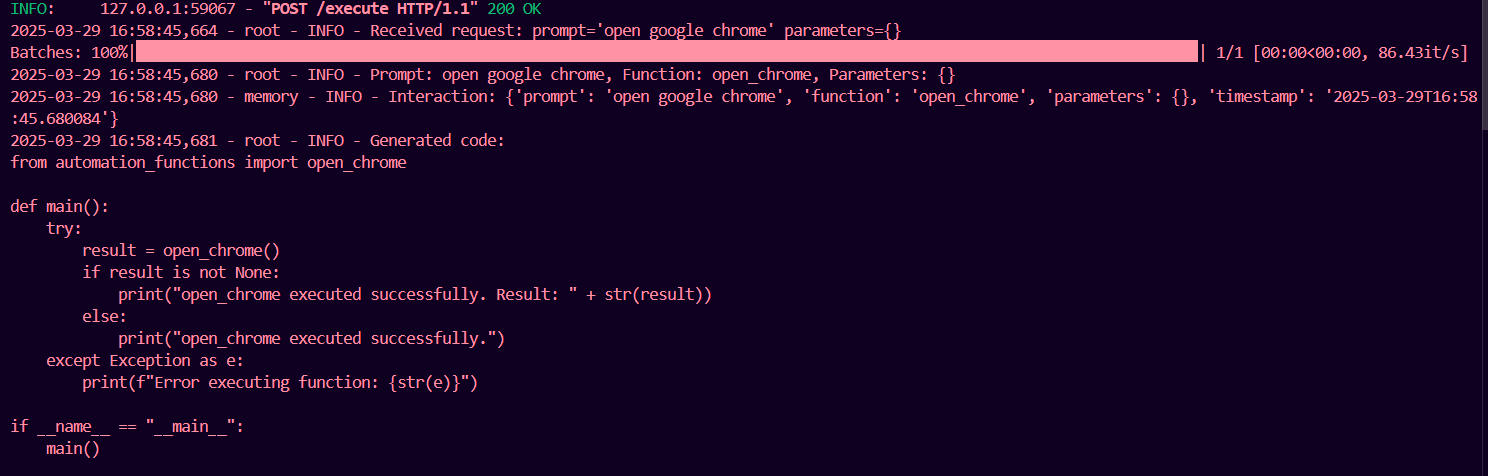 INFO:     127.0.0.1:59067 - "POST /execute HTTP/1.1" 200 OK
2025-03-29 16:58:45,664 - root - INFO - Received request: prompt='open google chrome' parameters={}
Batches: 100%|██████████| 1/1 [00:00<00:00, 86.43it/s]
2025-03-29 16:58:45,680 - root - INFO - Prompt: open google chrome, Function: open_chrome, Parameters: {}
2025-03-29 16:58:45,680 - memory - INFO - Interaction: {'prompt': 'open google chrome', 'function': 'open_chrome', 'parameters': {}, 'timestamp': '2025-03-29T16:58
:45.680084'}
2025-03-29 16:58:45,681 - root - INFO - Generated code:
from automation_functions import open_chrome

def main():
    try:
        result = open_chrome()
        if result is not None:
            print("open_chrome executed successfully. Result: " + str(result))
        else:
            print("open_chrome executed successfully.")
    except Exception as e:
        print(f"Error executing function: {str(e)}")

if __name__ == "__main__":
    main()